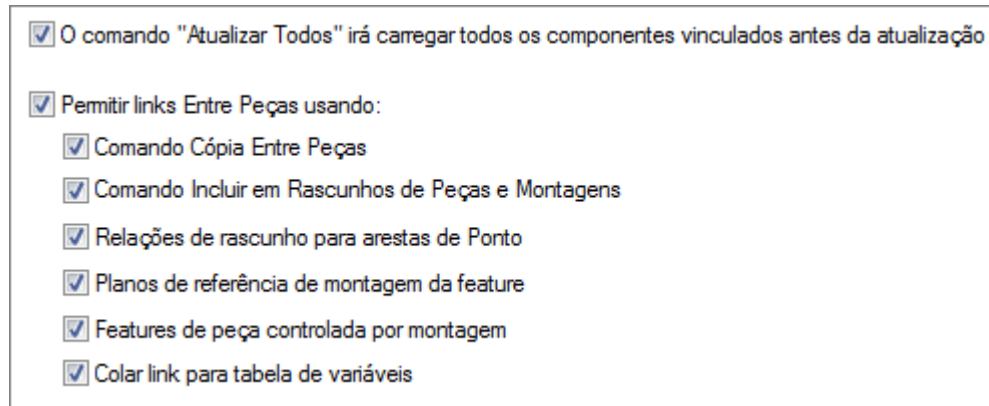 O comando "Atualizar Todos" irá carregar todos os componentes vinculados antes da atualização
Permitir links Entre Peças usando:
Comando Cópia Entre Peças
Comando Incluir em Rascunhos de Peças e Montagens
Relações de rascunho para arestas de Ponto
Planos de referência de montagem da feature
Features de peça controlada por montagem
Colar link para tabela de variáveis